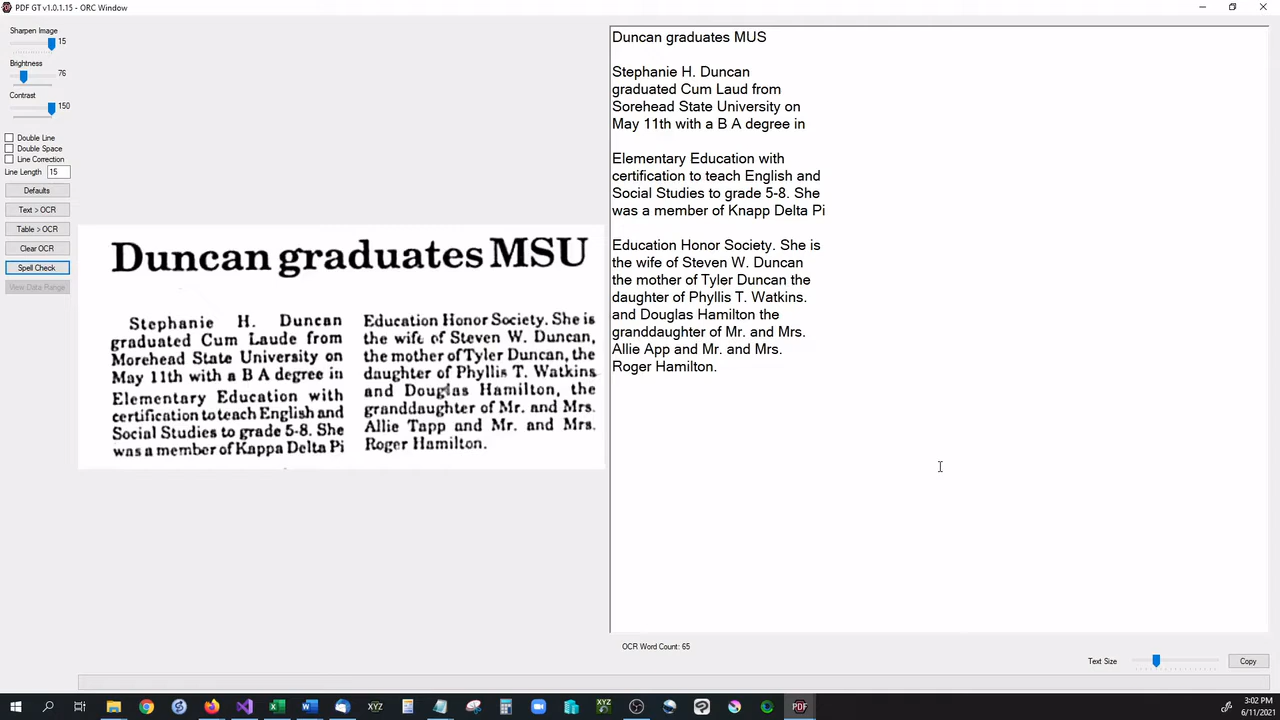 PDF GT v1.0.1.15 - ORC Window
Sharpen Image
15
Brightness
76
Contrast
150
Double Line
Double Space
Line Correction
Line Length 15
Defaults
Text > OCR
Table > OCR
Clear OCR
Spell Check
View Data Range
Duncan graduates MSU
Stephanie H. Duncan
graduated Cum Laude from
Morehead State University on
May 11th with a B A degree in
Elementary Education with
certification to teach English and
Social Studies to grade 5-8. She
was a member of Kappa Delta Pi
Education Honor Society. She is
the wife of Steven W. Duncan,
the mother of Tyler Duncan, the
daughter of Phyllis T. Watkins
and Douglas Hamilton, the
granddaughter of Mr. and Mrs.
Allie Tapp and Mr. and Mrs.
Roger Hamilton.
Duncan graduates MUS
Stephanie H. Duncan
graduated Cum Laud from
Sorehead State University on
May 11th with a B A degree in
Elementary Education with
certification to teach English and
Social Studies to grade 5-8. She
was a member of Knapp Delta Pi
Education Honor Society. She is
the wife of Steven W. Duncan
the mother of Tyler Duncan the
daughter of Phyllis T. Watkins.
and Douglas Hamilton the
granddaughter of Mr. and Mrs.
Allie App and Mr. and Mrs.
Roger Hamilton.
OCR Word Count: 65
Text Size
Copy
XYZ
XYZ
PDF
3:02 PM
6/11/2021